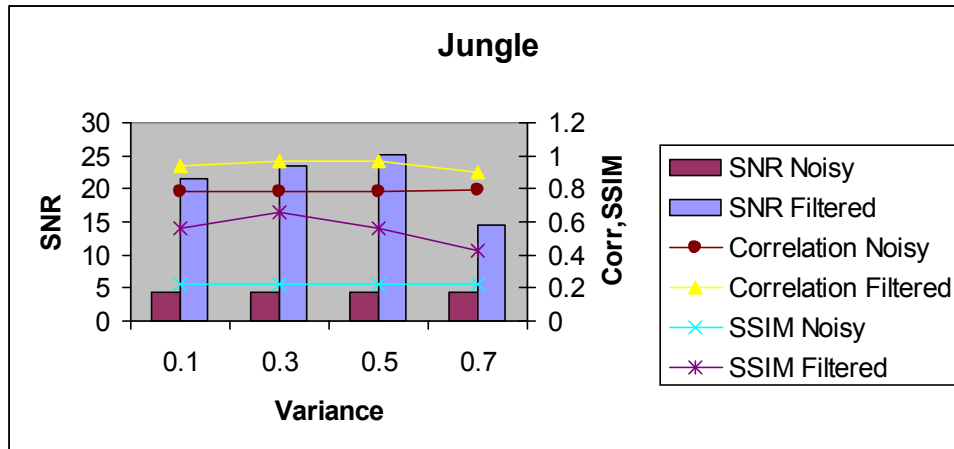 Jungle
SNR
30
25
20
15
10
5
0
1.2
1
0.8
0.6
0.4
0.2
0
Corr,SSIM
0.1 0.3 0.5 0.7
Variance
SNR Noisy
SNR Filtered
Correlation Noisy
Correlation Filtered
SSIM Noisy
SSIM Filtered